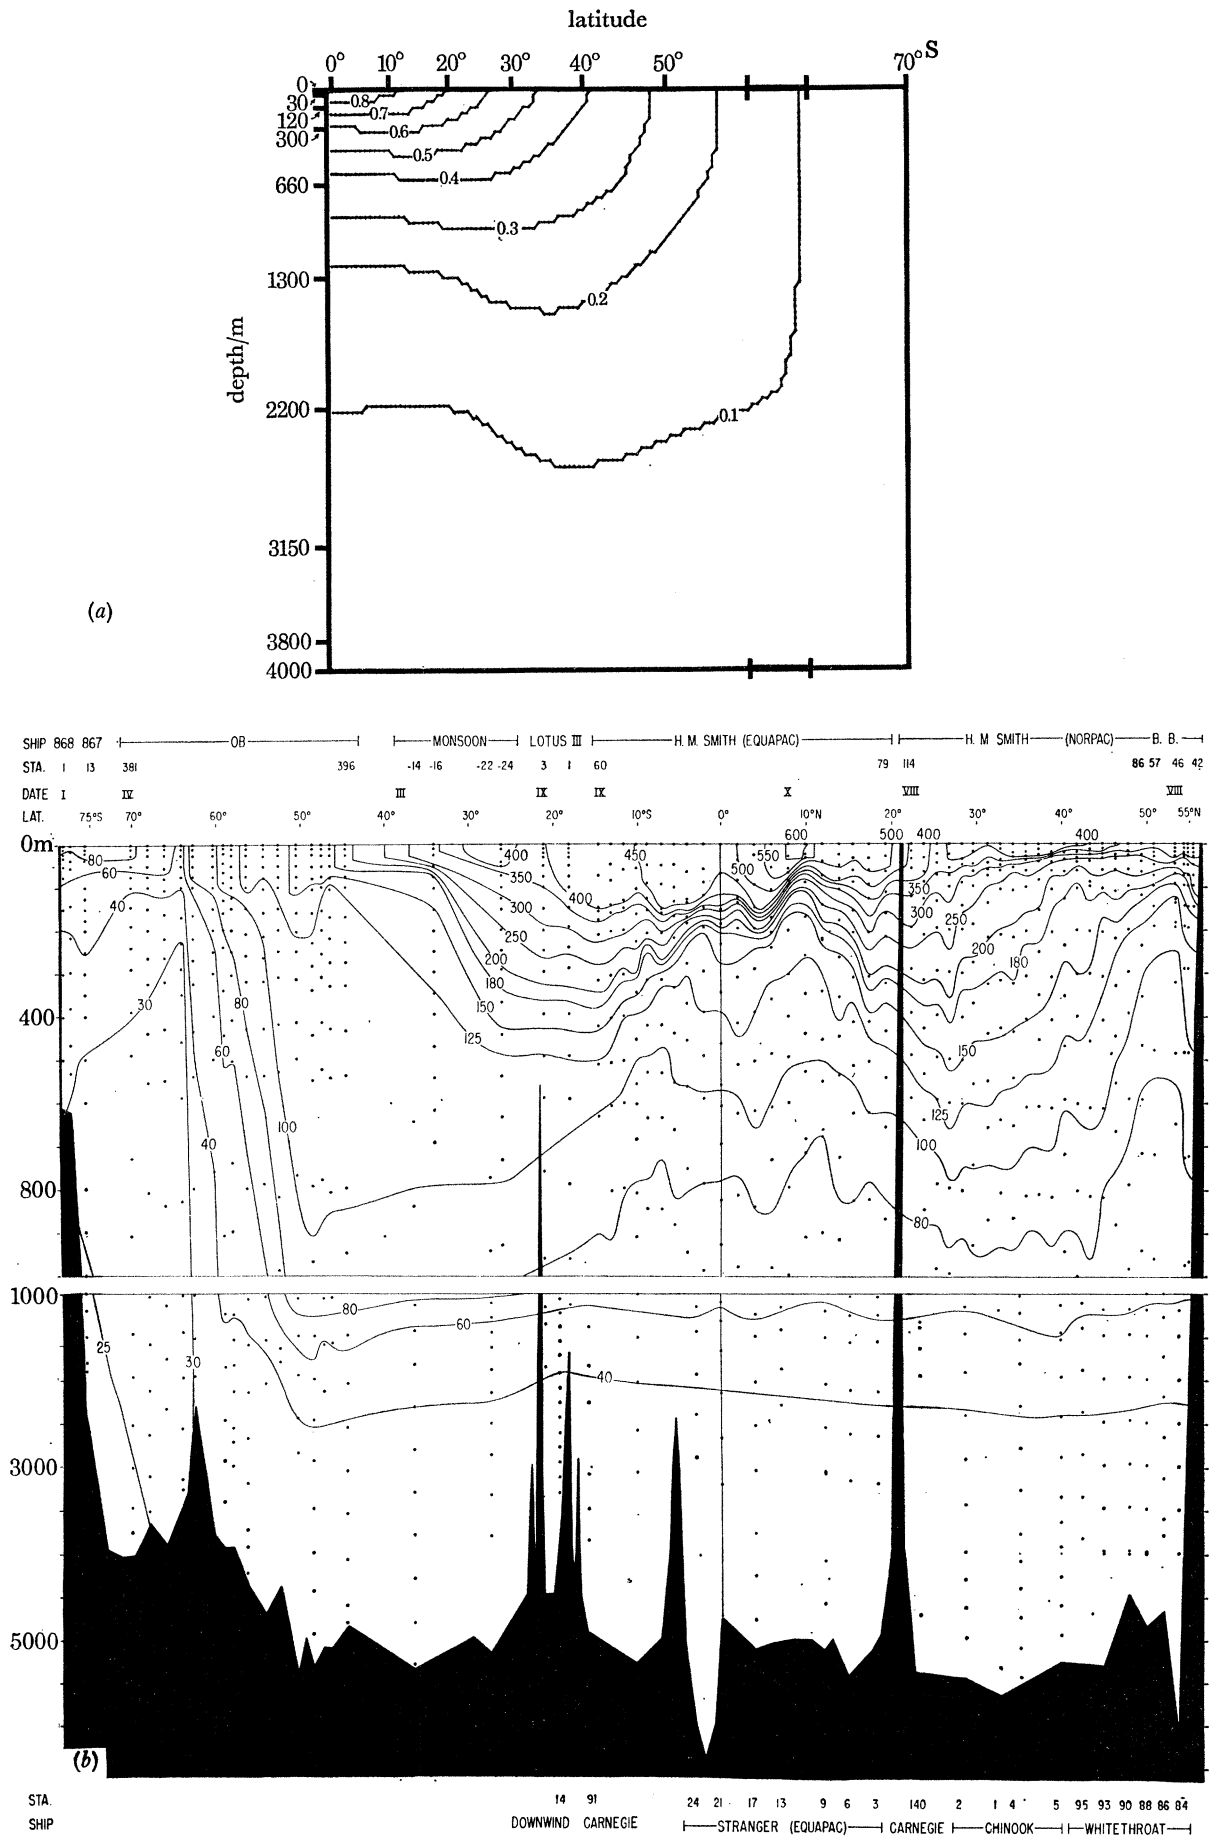 latitude
0° 10° 20° 30° 40° 50° 70° S
0
30
120
300
660
1300
2200
3150
3800
4000
depth/m
0.8
0.7
0.6
0.5
0.4
0.3
0.2
0.1
(a)
SHIP 868 867 OB MONSOON LOTUS III H. M. SMITH (EQUAPAC) H. M SMITH (NORPAC) B. B.
STA. 1 13 381 396 -14 -16 -22 -24 3 1 60 79 114 86 57 46 42
DATE I IV III IX IX X VIII VIII
LAT. 75°S 70° 60° 50° 40° 30° 20° 10°S 0° 10°N 20° 30° 40° 50° 55°N
600 500 400 400
0m
80 400 450 550
60 350 500 350
40 300 400 300 250
250 200
200 180
30 80 180
400 150
60 125 150
125
40 100 100
800
80
1000
80
60
25
30 40
3000
5000
(b)
STA. 14 91 24 21 17 13 9 6 3 140 2 1 4 5 95 93 90 88 86 84
SHIP DOWNWIND CARNEGIE STRANGER (EQUAPAC) CARNEGIE CHINOOK WHITETHROAT